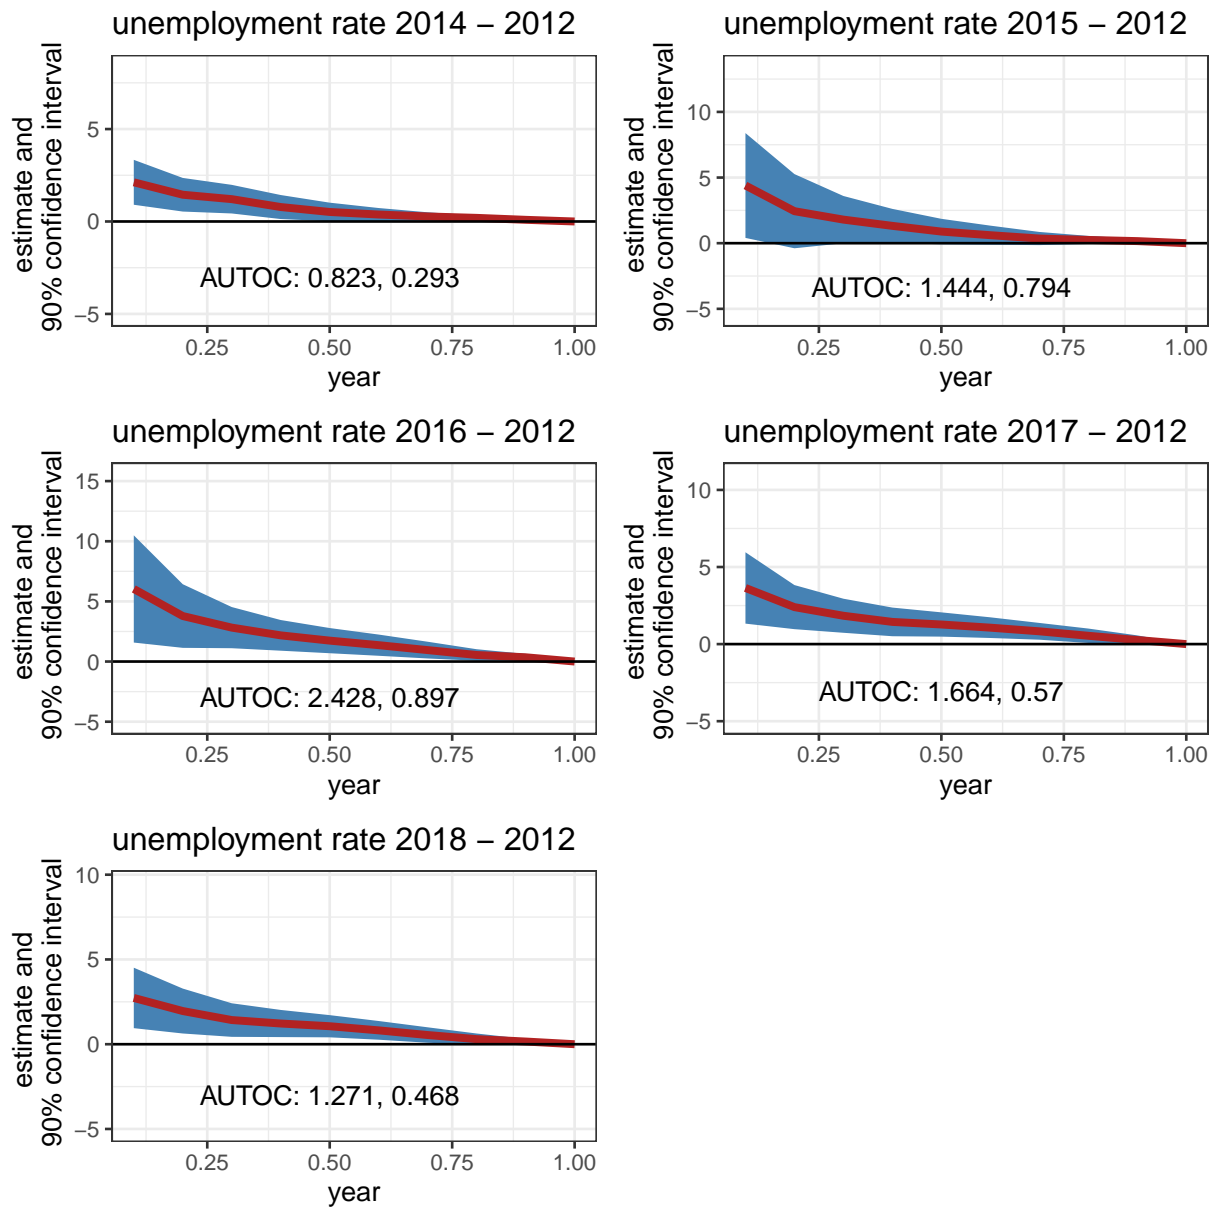 unemployment rate 2014 – 2012
estimate and
90% confidence interval
5
0
−5
AUTOC: 0.823, 0.293
0.25 0.50 0.75 1.00
year
unemployment rate 2015 – 2012
estimate and
90% confidence interval
10
5
0
−5
AUTOC: 1.444, 0.794
0.25 0.50 0.75 1.00
year
unemployment rate 2016 – 2012
estimate and
90% confidence interval
15
10
5
0
−5
AUTOC: 2.428, 0.897
0.25 0.50 0.75 1.00
year
unemployment rate 2017 – 2012
estimate and
90% confidence interval
10
5
0
−5
AUTOC: 1.664, 0.57
0.25 0.50 0.75 1.00
year
unemployment rate 2018 – 2012
estimate and
90% confidence interval
10
5
0
−5
AUTOC: 1.271, 0.468
0.25 0.50 0.75 1.00
year